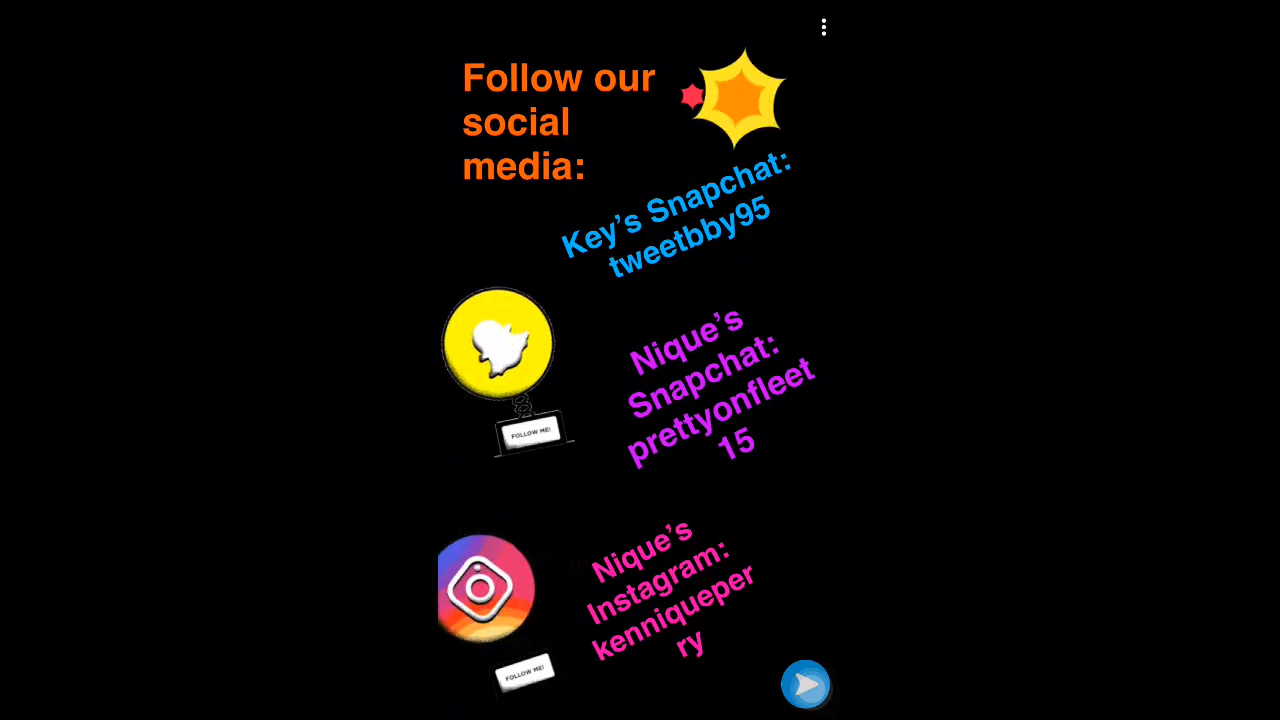 Follow our
social
media:
Key’s Snapchat:
tweetbby95
Nique’s
Snapchat:
prettyonfleet
15
FOLLOW ME!
Nique’s
Instagram:
kenniqueper
ry
FOLLOW ME!